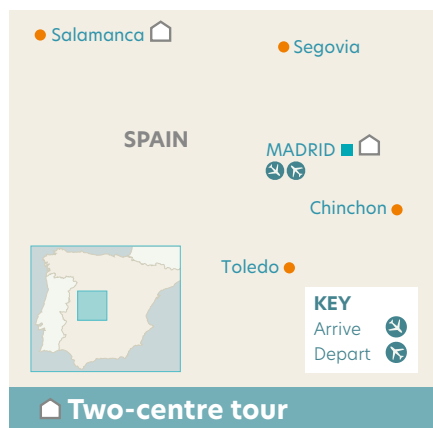 Salamanca
Segovia
SPAIN
MADRID
Chinchon
Toledo
KEY
Arrive
Depart
Two-centre tour